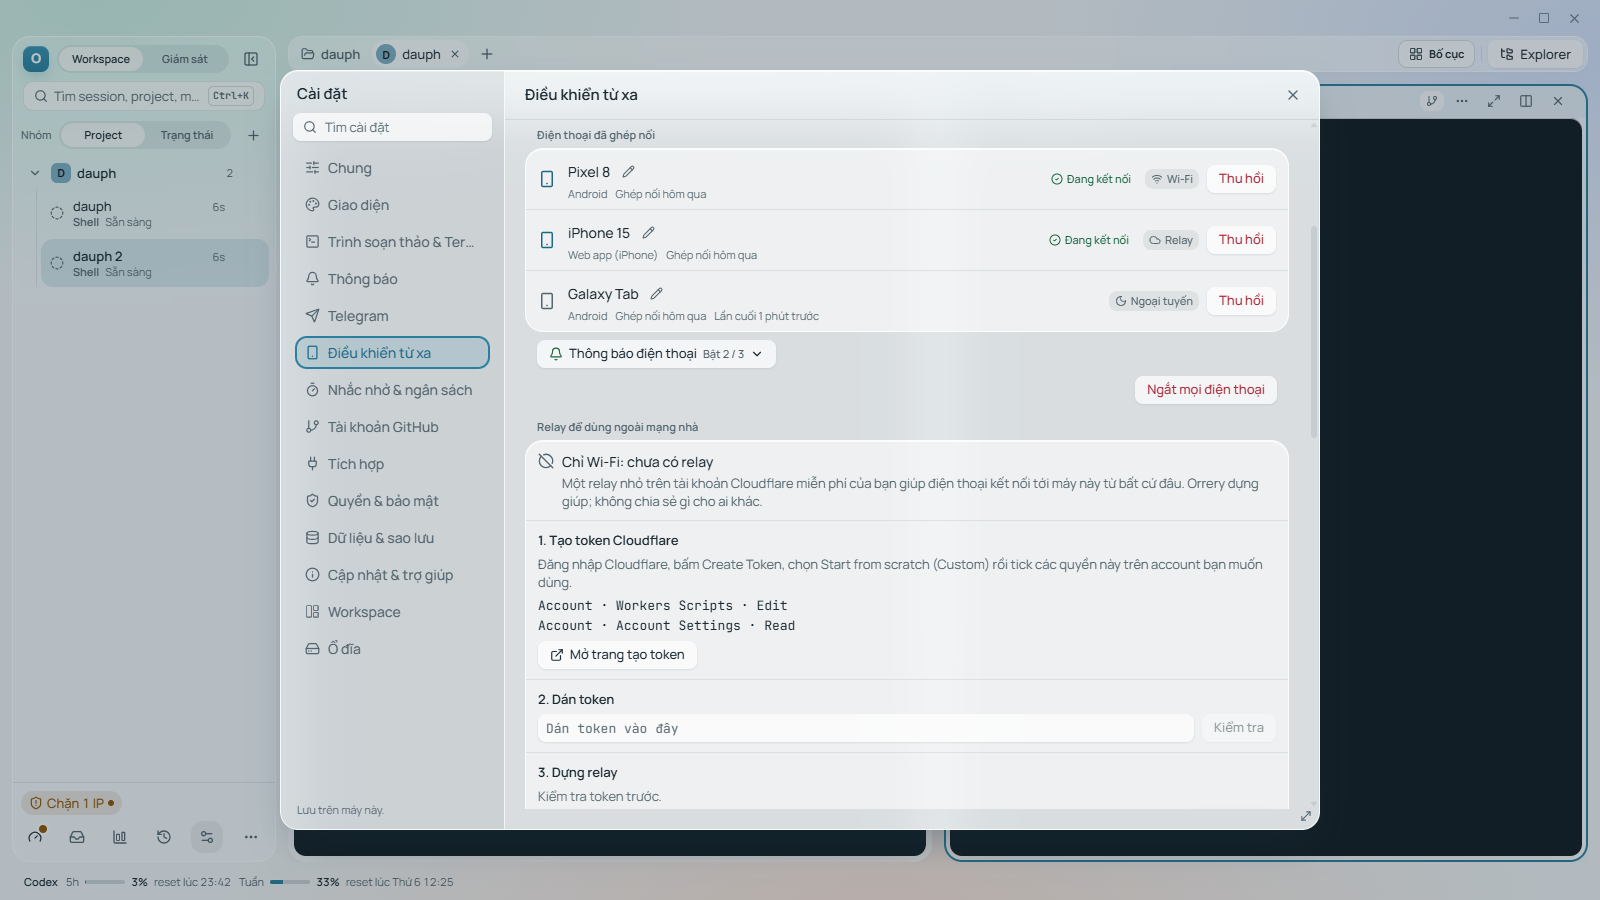 O
Workspace
Giám sát
Tìm session, project, m...
Ctrl+K
Nhóm
Project
Trạng thái
D
dauph
2
dauph
6s
Shell Sẵn sàng
dauph 2
6s
Shell Sẵn sàng
Chặn 1 IP
dauph
D
dauph
Bố cục
Explorer
Cài đặt
Tìm cài đặt
Chung
Giao diện
Trình soạn thảo & Ter...
Thông báo
Telegram
Điều khiển từ xa
Nhắc nhở & ngân sách
Tài khoản GitHub
Tích hợp
Quyền & bảo mật
Dữ liệu & sao lưu
Cập nhật & trợ giúp
Workspace
Ổ đĩa
Lưu trên máy này.
Điều khiển từ xa
Điện thoại đã ghép nối
Pixel 8
Đang kết nối
Wi-Fi
Thu hồi
Android Ghép nối hôm qua
iPhone 15
Đang kết nối
Relay
Thu hồi
Web app (iPhone) Ghép nối hôm qua
Galaxy Tab
Ngoại tuyến
Thu hồi
Android Ghép nối hôm qua Lần cuối 1 phút trước
Thông báo điện thoại Bật 2 / 3
Ngắt mọi điện thoại
Relay để dùng ngoài mạng nhà
Chỉ Wi-Fi: chưa có relay
Một relay nhỏ trên tài khoản Cloudflare miễn phí của bạn giúp điện thoại kết nối tới máy này từ bất cứ đâu. Orrery dựng
giúp; không chia sẻ gì cho ai khác.
1. Tạo token Cloudflare
Đăng nhập Cloudflare, bấm Create Token, chọn Start from scratch (Custom) rồi tick các quyền này trên account bạn muốn
dùng.
Account · Workers Scripts · Edit
Account · Account Settings · Read
Mở trang tạo token
2. Dán token
Dán token vào đây
Kiểm tra
3. Dựng relay
Kiểm tra token trước.
Codex 5h 3% reset lúc 23:42 Tuần 33% reset lúc Thứ 6 12:25